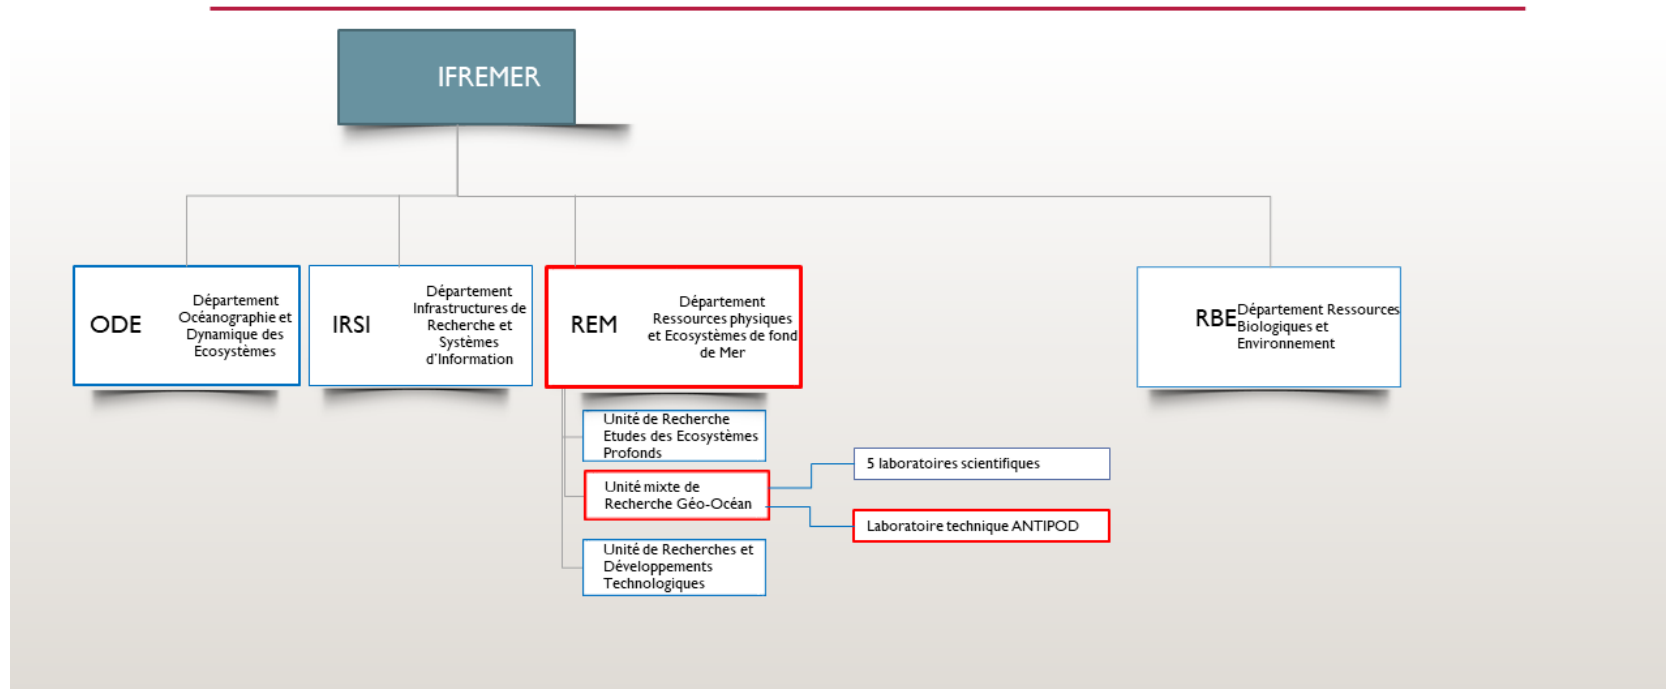 IFREMER
ODE
Département
Océanographie et
Dynamique des
Ecosystèmes
IRSI
Département
Infrastructures de
Recherche et
Systèmes
d'Information
REM
Département
Ressources physiques
et Ecosystèmes de fond
de Mer
RBE
Département Ressources
Biologiques et
Environnement
Unité de Recherche
Etudes des Ecosystèmes
Profonds
Unité mixte de
Recherche Géo-Océan
5 laboratoires scientifiques
Laboratoire technique ANTIPOD
Unité de Recherches et
Développements
Technologiques